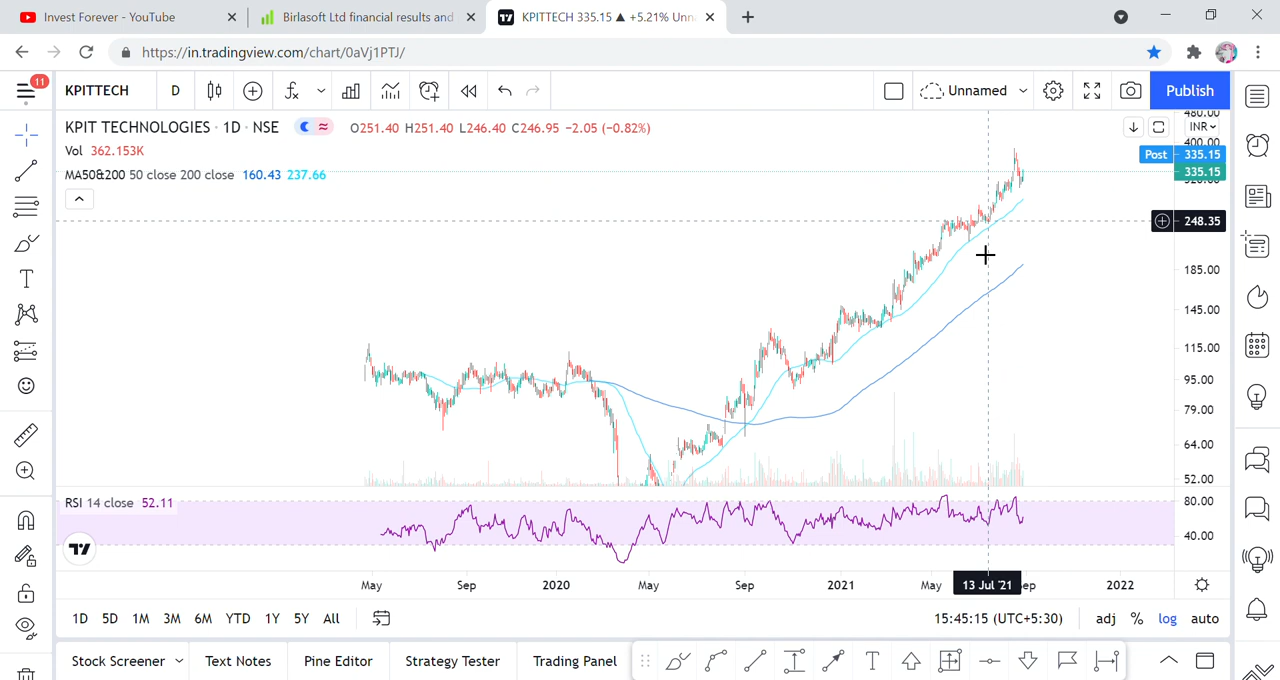 Invest Forever - YouTube
Birlasoft Ltd financial results and
KPITTECH 335.15 ▲ +5.21% Unna
https://in.tradingview.com/chart/0aVj1PTJ/
11
KPITTECH
D
Unnamed
Publish
KPIT TECHNOLOGIES · 1D · NSE
O251.40 H251.40 L246.40 C246.95 −2.05 (−0.82%)
INR
Vol 362.153K
MA50&200 50 close 200 close 160.43 237.66
480.00
400.00
Post 335.15
335.15
320.00
248.35
185.00
145.00
115.00
95.00
79.00
64.00
52.00
RSI 14 close 52.11
80.00
40.00
May
Sep
2020
May
Sep
2021
May
13 Jul '21
ep
2022
1D 5D 1M 3M 6M YTD 1Y 5Y All
15:45:15 (UTC+5:30)
adj % log auto
Stock Screener
Text Notes
Pine Editor
Strategy Tester
Trading Panel